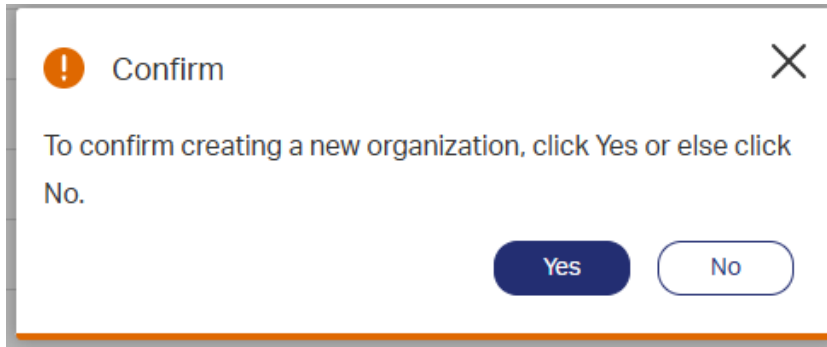 Confirm
To confirm creating a new organization, click Yes or else click
No.
Yes
No